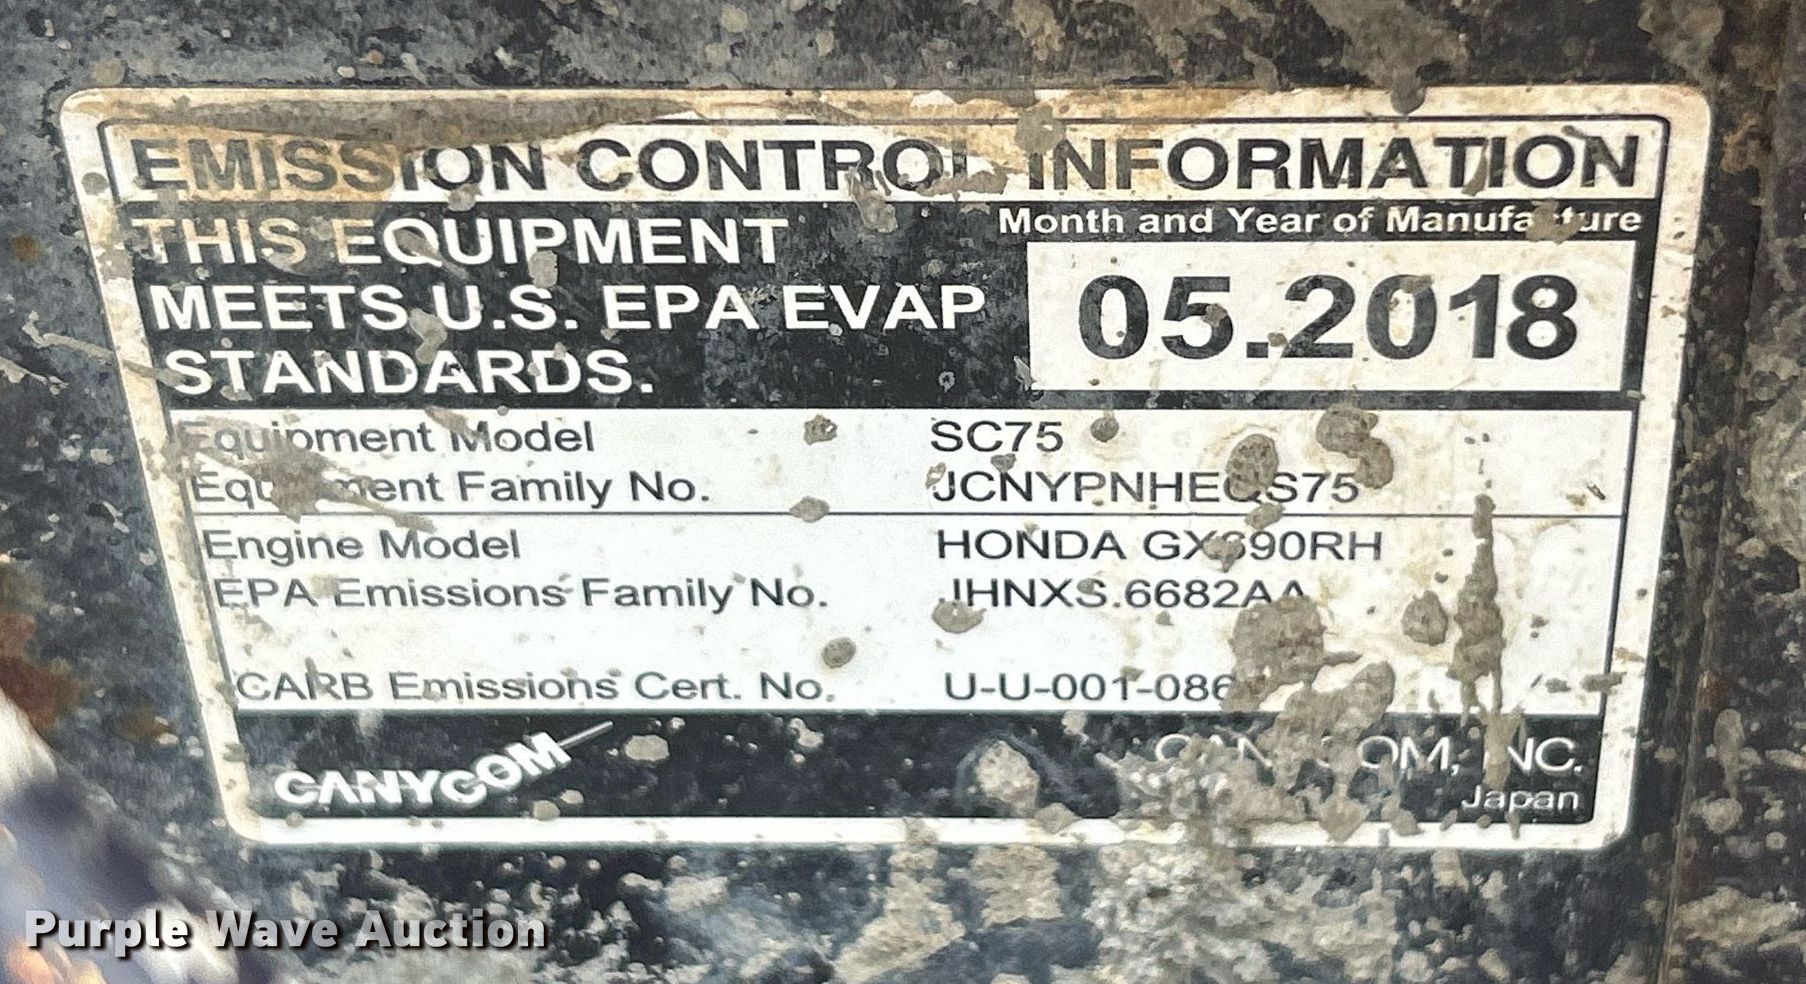 EMISSION CONTROL INFORMATION
THIS EQUIPMENT
MEETS U.S. EPA EVAP
STANDARDS.
Month and Year of Manufacture
05.2018
Equipment Model SC75
Equipment Family No.
Engine Model HONDA
EPA Emissions Family No. JHNXS.6682AA
CARB Emissions Cert. No.
CANYCOM
CANYCOM, INC.
Japan
Purple Wave Auction